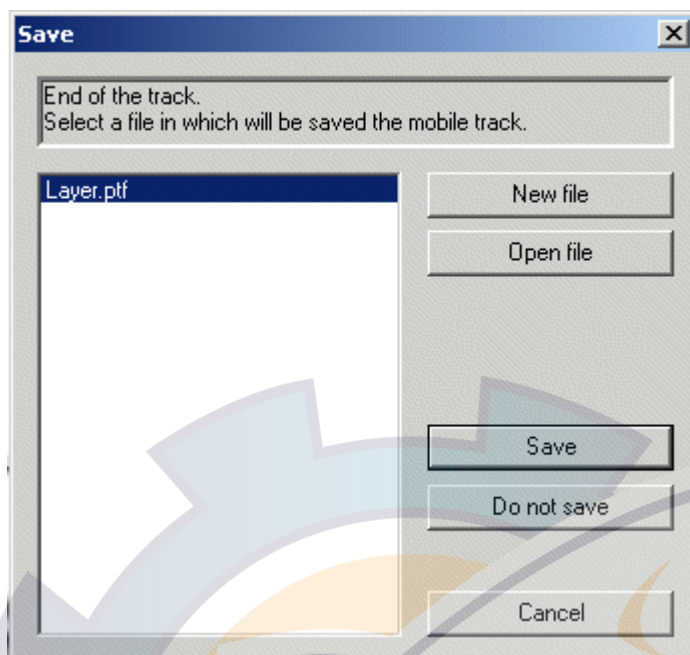 Save
End of the track.
Select a file in which will be saved the mobile track.
Layer.ptf
New file
Open file
Save
Do not save
Cancel